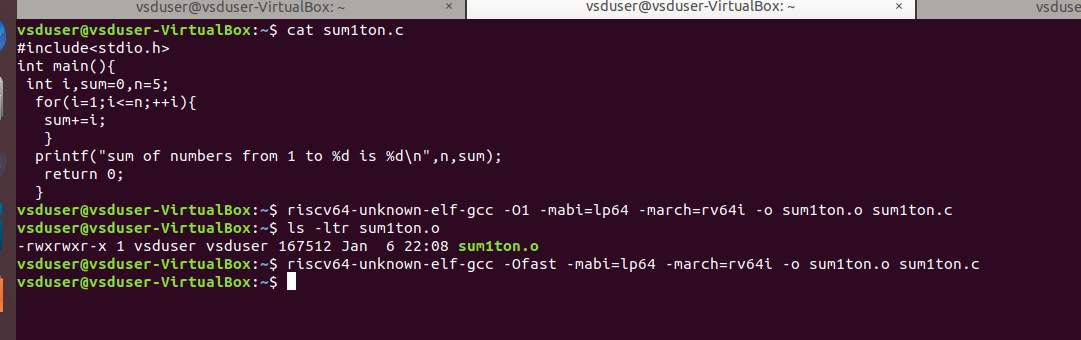 vsduser@vsduser-VirtualBox: ~ × vsduser@vsduser-VirtualBox: ~ × vsduse
vsduser@vsduser-VirtualBox:~$ cat sum1ton.c
#include<stdio.h>
int main(){
 int i,sum=0,n=5;
  for(i=1;i<=n;++i){
   sum+=i;
   }
  printf("sum of numbers from 1 to %d is %d\n",n,sum);
   return 0;
  }
vsduser@vsduser-VirtualBox:~$ riscv64-unknown-elf-gcc -O1 -mabi=lp64 -march=rv64i -o sum1ton.o sum1ton.c
vsduser@vsduser-VirtualBox:~$ ls -ltr sum1ton.o
-rwxrwxr-x 1 vsduser vsduser 167512 Jan  6 22:08 sum1ton.o
vsduser@vsduser-VirtualBox:~$ riscv64-unknown-elf-gcc -Ofast -mabi=lp64 -march=rv64i -o sum1ton.o sum1ton.c
vsduser@vsduser-VirtualBox:~$